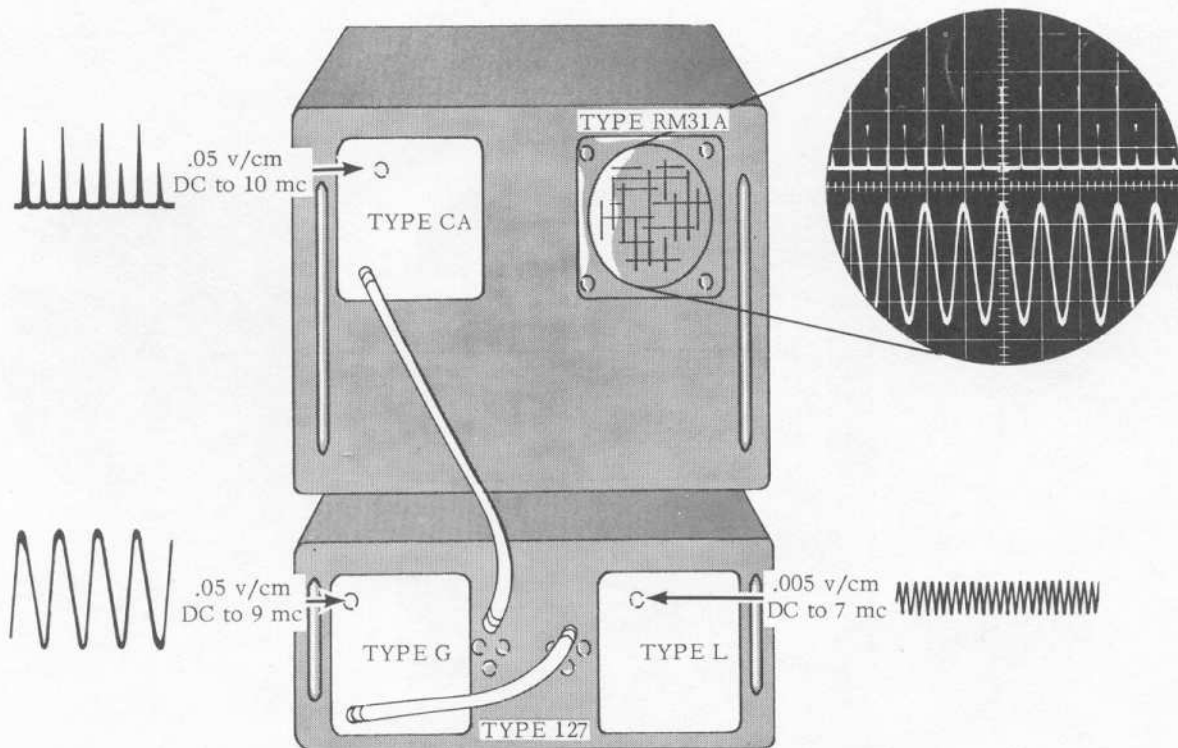 TYPE RM31A
.05 v/cm
DC to 10 mc
TYPE CA
.05 v/cm
DC to 9 mc
.005 v/cm
DC to 7 mc
TYPE G
TYPE L
TYPE 127